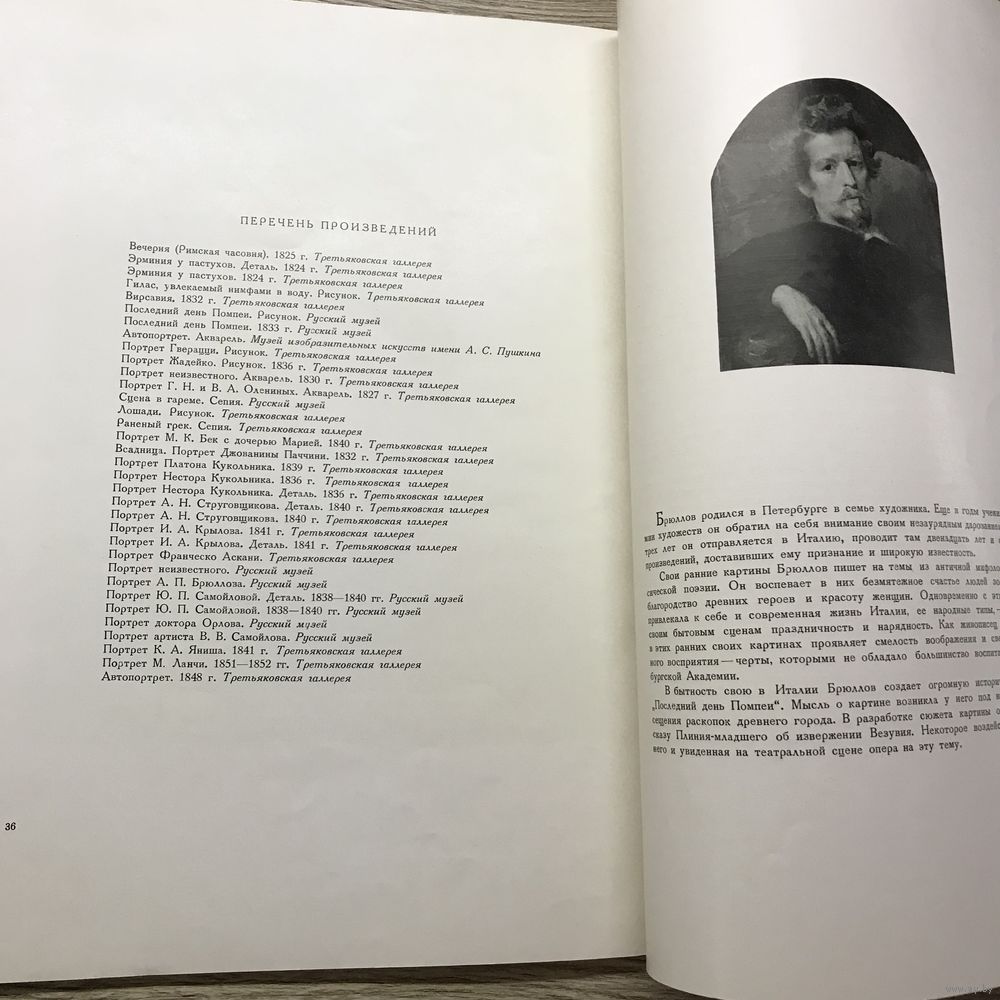 ПЕРЕЧЕНЬ ПРОИЗВЕДЕНИЙ
Вечерня (Римская часовня). 1825 г. Третьяковская галлерея
Эрминия у пастухов. Деталь. 1824 г. Третьяковская галлерея
Эрминия у пастухов. 1824 г. Третьяковская галлерея
Гилас, увлекаемый нимфами в воду. Рисунок. Третьяковская галлерея
Вирсавия. 1832 г. Третьяковская галлерея
Последний день Помпеи. Рисунок. Русский музей
Последний день Помпеи. 1833 г. Русский музей
Автопортрет. Акварель. Музей изобразительных искусств имени А. С. Пушкина
Портрет Гверацци. Рисунок. Третьяковская галлерея
Портрет Жадейко. Рисунок. 1836 г. Третьяковская галлерея
Портрет неизвестного. Акварель. 1830 г. Третьяковская галлерея
Портрет Г. Н. и В. А. Олениных. Акварель. 1827 г. Третьяковская галлерея
Сцена в гареме. Сепия. Русский музей
Лошади. Рисунок. Третьяковская галлерея
Раненый грек. Сепия. Третьяковская галлерея
Портрет М. К. Бек с дочерью Марией. 1840 г. Третьяковская галлерея
Всадница. Портрет Джованины Паччини. 1832 г. Третьяковская галлерея
Портрет Платона Кукольника. 1839 г. Третьяковская галлерея
Портрет Нестора Кукольника. 1836 г. Третьяковская галлерея
Портрет Нестора Кукольника. Деталь. 1836 г. Третьяковская галлерея
Портрет А. Н. Струговщикова. Деталь. 1840 г. Третьяковская галлерея
Портрет А. Н. Струговщикова. 1840 г. Третьяковская галлерея
Портрет И. А. Крылова. 1841 г. Третьяковская галлерея
Портрет И. А. Крылова. Деталь. 1841 г. Третьяковская галлерея
Портрет Франческо Аскани. Третьяковская галлерея
Портрет неизвестного. Русский музей
Портрет А. П. Брюллоза. Русский музей
Портрет Ю. П. Самойловой. Деталь. 1838—1840 гг. Русский музей
Портрет Ю. П. Самойловой. 1838—1840 гг. Русский музей
Портрет доктора Орлова. Русский музей
Портрет артиста В. В. Самойлова. Русский музей
Портрет К. А. Яниша. 1841 г. Третьяковская галлерея
Портрет М. Ланчи. 1851—1852 гг. Третьяковская галлерея
Автопортрет. 1848 г. Третьяковская галлерея
36
Брюллов родился в Петербурге в семье художника. Еще в годы учени
мии художеств он обратил на себя внимание своим незаурядным дарование
трех лет он отправляется в Италию, проводит там двенадцать лет и
произведений, доставивших ему признание и широкую известность.
Свои ранние картины Брюллов пишет на темы из античной мифоло
сической поэзии. Он воспевает в них безмятежное счастье людей зол
благородство древних героев и красоту женщин. Одновременно с эти
привлекала к себе и современная жизнь Италии, ее народные типы,—
своим бытовым сценам праздничность и нарядность. Как живописец
в этих ранних своих картинах проявляет смелость воображения и све
ного восприятия—черты, которыми не обладало большинство воспита
бургской Академии.
В бытность свою в Италии Брюллов создает огромную истори
„Последний день Помпеи“. Мысль о картине возникла у него под
сещения раскопок древнего города. В разработке сюжета картины о
сказу Плиния-младшего об извержении Везувия. Некоторое воздейс
него и увиденная на театральной сцене опера на эту тему.
www.ay.by